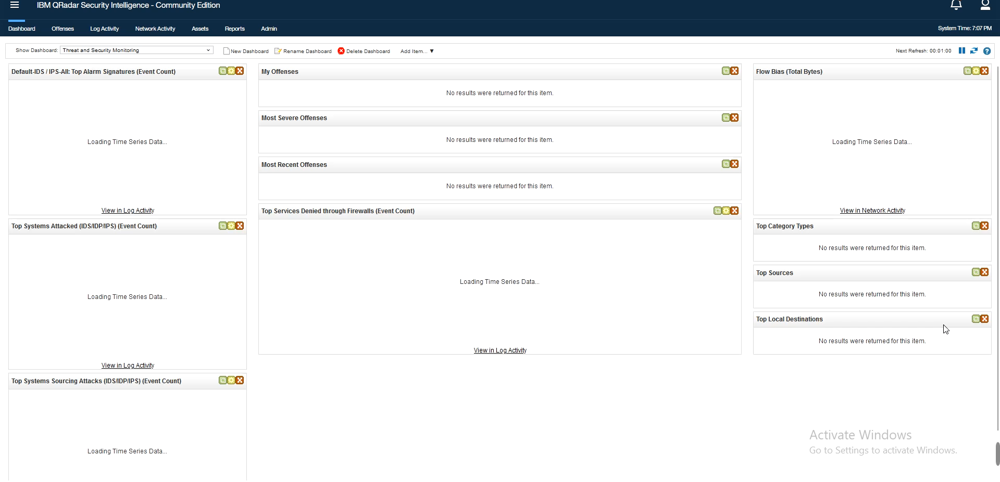 IBM QRadar Security Intelligence - Community Edition
Dashboard Offenses Log Activity Network Activity Assets Reports Admin System Time: 7:07 PM
Show Dashboard: Threat and Security Monitoring New Dashboard Rename Dashboard Delete Dashboard Add Item... ▼ Next Refresh: 00:01:00
Default-IDS / IPS-All: Top Alarm Signatures (Event Count)
Loading Time Series Data...
View in Log Activity
Top Systems Attacked (IDS/IDP/IPS) (Event Count)
Loading Time Series Data...
View in Log Activity
Top Systems Sourcing Attacks (IDS/IDP/IPS) (Event Count)
Loading Time Series Data...
My Offenses
No results were returned for this item.
Most Severe Offenses
No results were returned for this item.
Most Recent Offenses
No results were returned for this item.
Top Services Denied through Firewalls (Event Count)
Loading Time Series Data...
View in Log Activity
Flow Bias (Total Bytes)
Loading Time Series Data...
View in Network Activity
Top Category Types
No results were returned for this item.
Top Sources
No results were returned for this item.
Top Local Destinations
No results were returned for this item.
Activate Windows
Go to Settings to activate Windows.